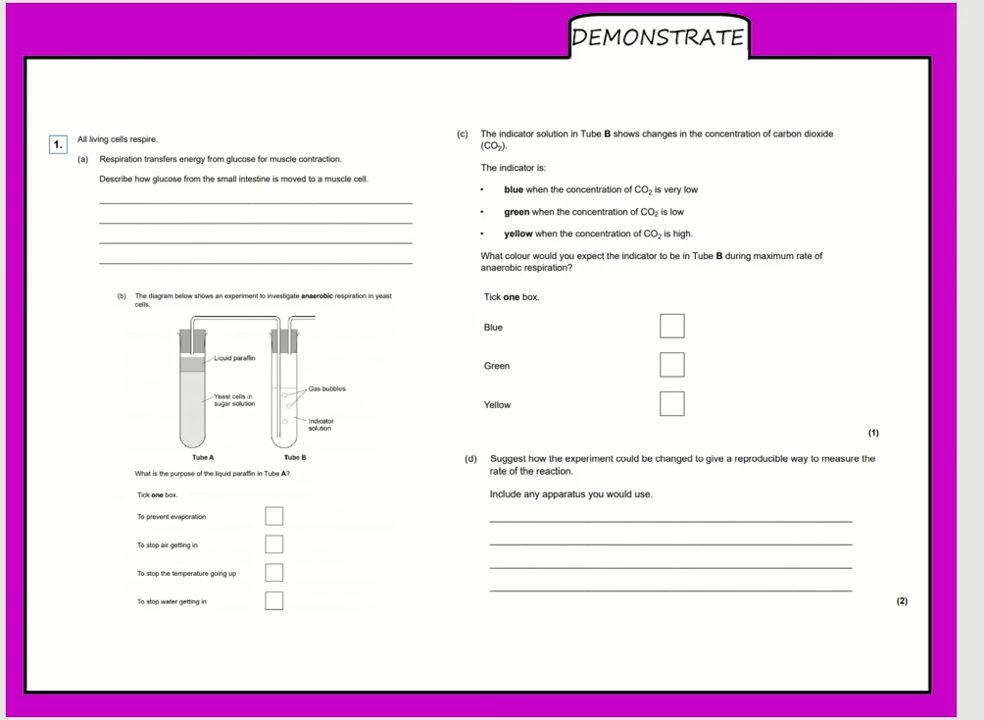 DEMONSTRATE
1.
All living cells respire.
(a) Respiration transfers energy from glucose for muscle contraction.
Describe how glucose from the small intestine is moved to a muscle cell.
(b) The diagram below shows an experiment to investigate anaerobic respiration in yeast
cells.
Liquid paraffin
Yeast cells in
sugar solution
Gas bubbles
Indicator
solution
Tube A
Tube B
What is the purpose of the liquid paraffin in Tube A?
Tick one box.
To prevent evaporation
To stop air getting in
To stop the temperature going up
To stop water getting in
(c) The indicator solution in Tube B shows changes in the concentration of carbon dioxide
(CO₂).
The indicator is:
• blue when the concentration of CO₂ is very low
• green when the concentration of CO₂ is low
• yellow when the concentration of CO₂ is high.
What colour would you expect the indicator to be in Tube B during maximum rate of
anaerobic respiration?
Tick one box.
Blue
Green
Yellow
(1)
(d) Suggest how the experiment could be changed to give a reproducible way to measure the
rate of the reaction.
Include any apparatus you would use.
(2)